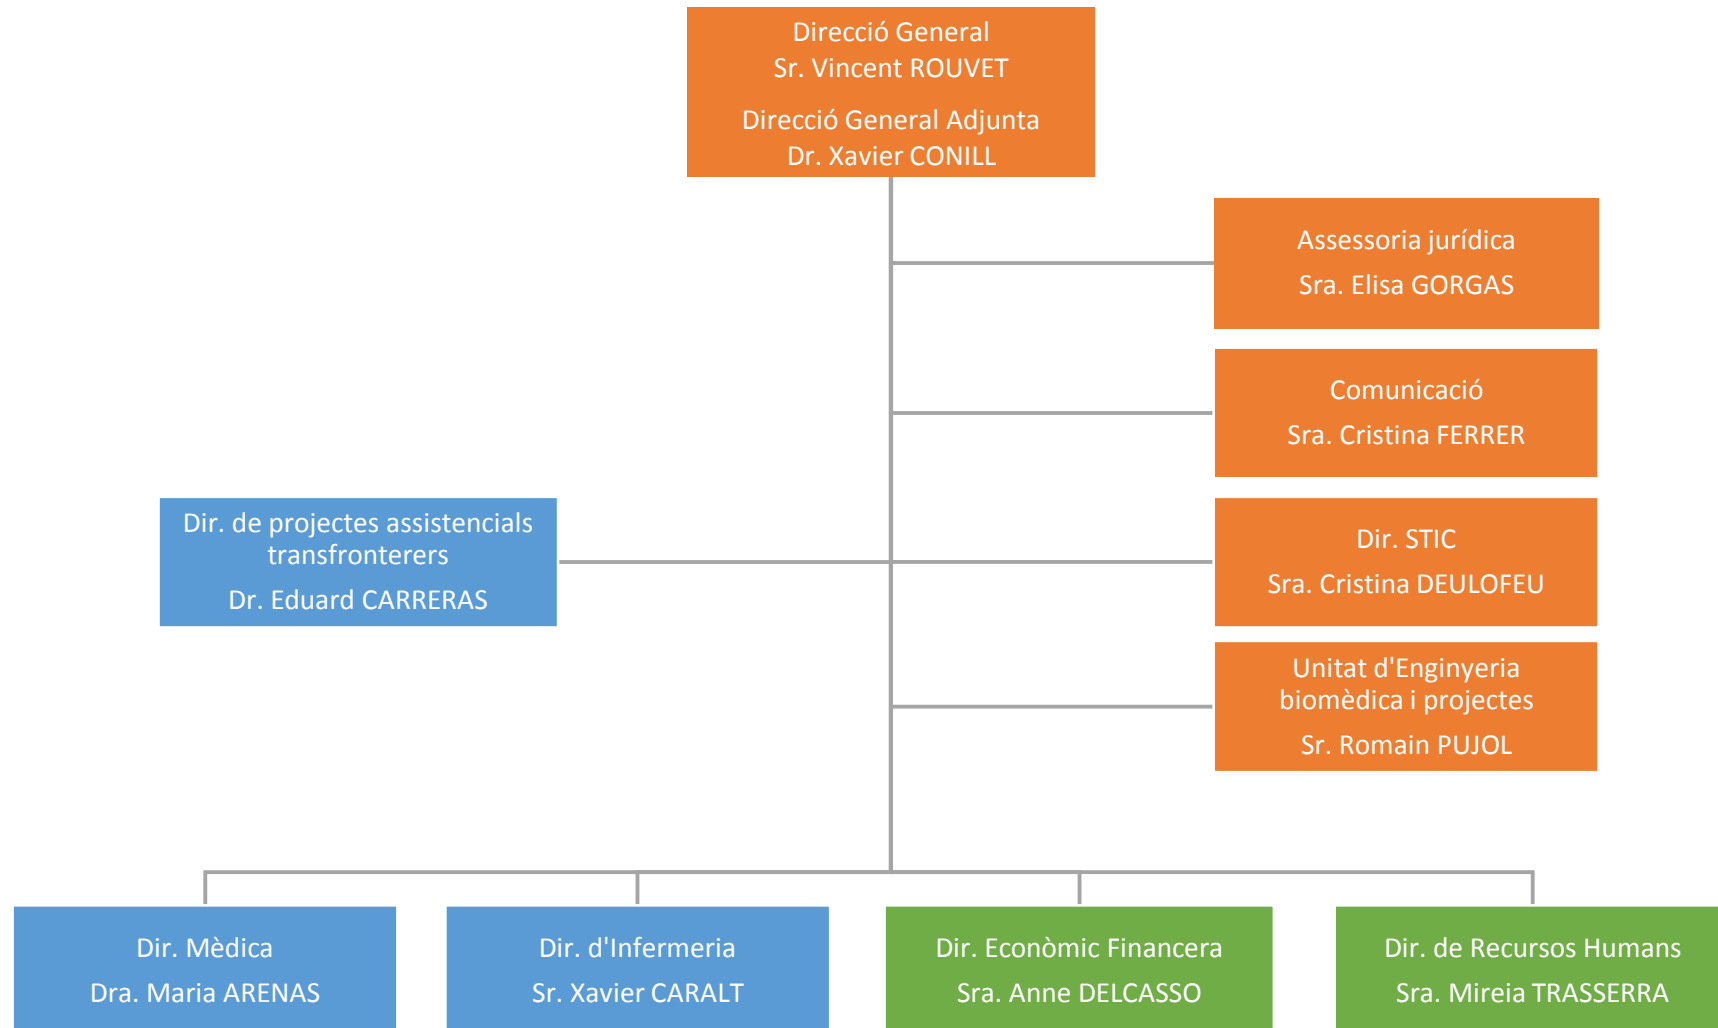 Direcció General
Sr. Vincent ROUVET
Direcció General Adjunta
Dr. Xavier CONILL
Assessoria jurídica
Sra. Elisa GORGAS
Comunicació
Sra. Cristina FERRER
Dir. de projectes assistencials
transfronterers
Dr. Eduard CARRERAS
Dir. STIC
Sra. Cristina DEULOFEU
Unitat d'Enginyeria
biomèdica i projectes
Sr. Romain PUJOL
Dir. Mèdica
Dra. Maria ARENAS
Dir. d'Infermeria
Sr. Xavier CARALT
Dir. Econòmic Financera
Sra. Anne DELCASSO
Dir. de Recursos Humans
Sra. Mireia TRASSERRA